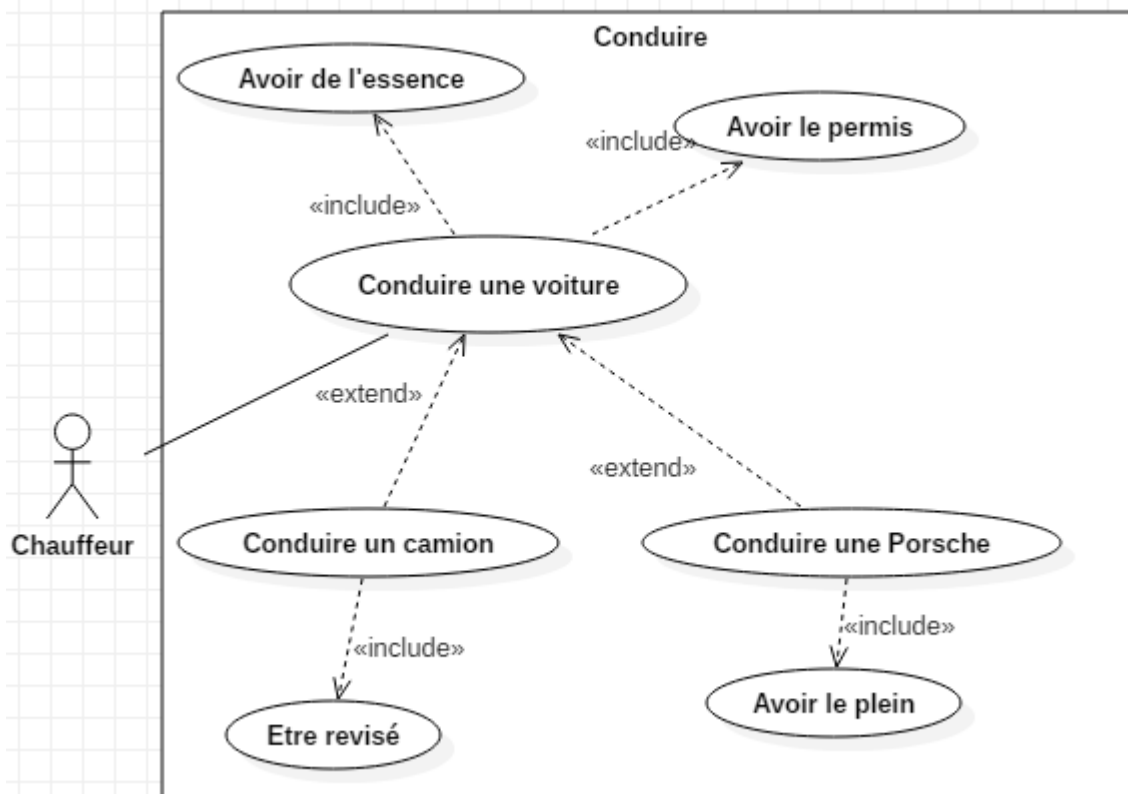 Conduire
Avoir de l'essence
Avoir le permis
«include»
«include»
Conduire une voiture
«extend»
«extend»
Chauffeur
Conduire un camion
Conduire une Porsche
«include»
«include»
Etre revisé
Avoir le plein